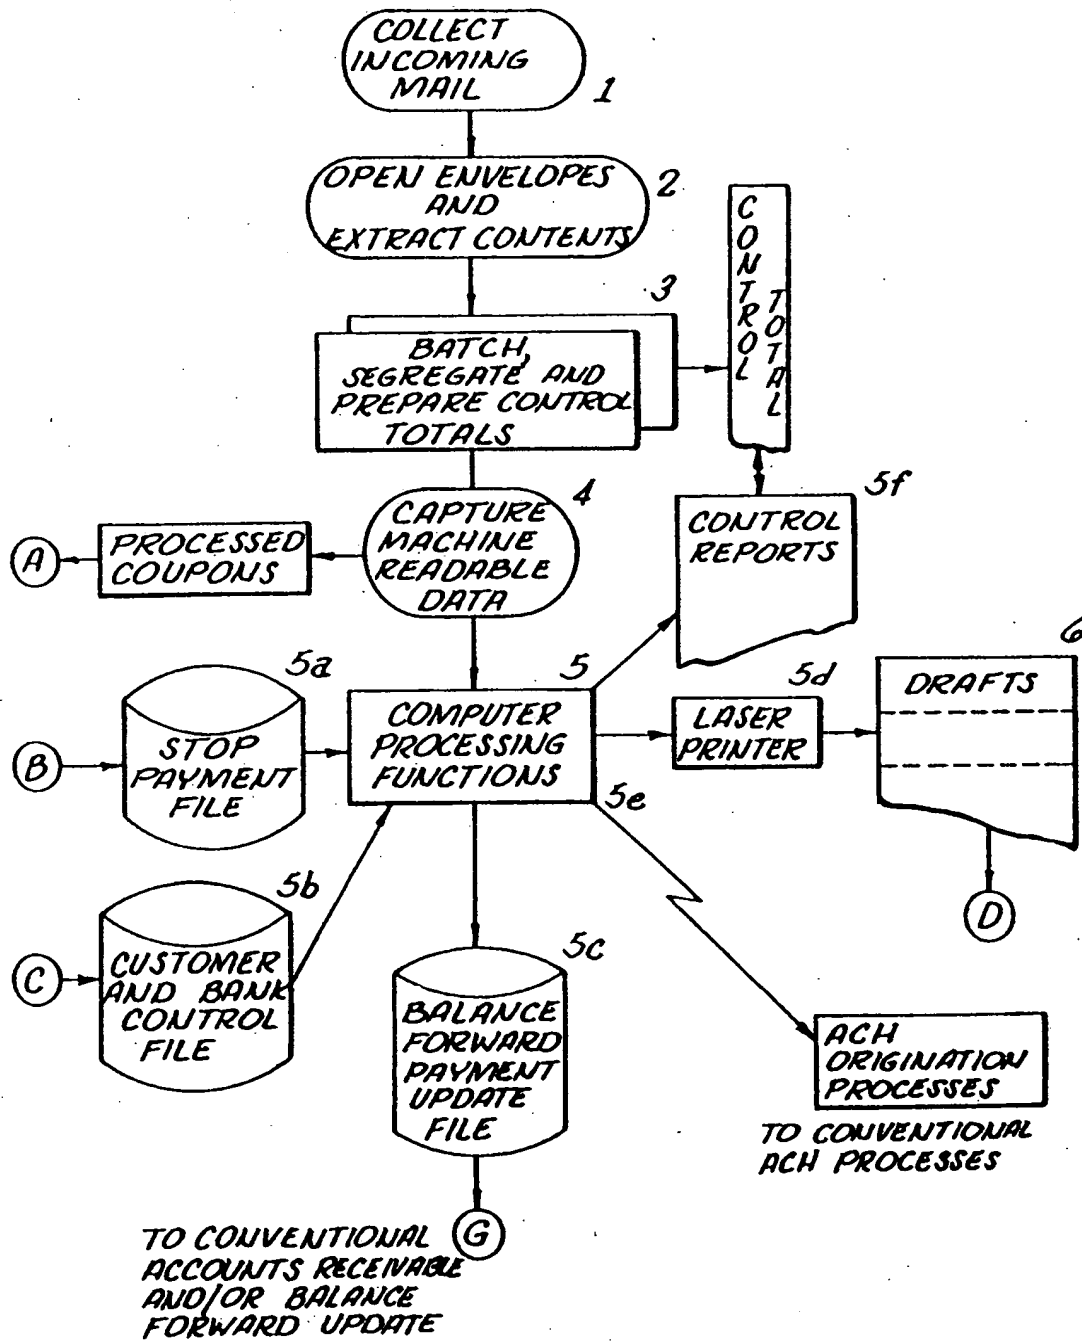 COLLECT
INCOMING
MAIL
1
OPEN ENVELOPES
AND
EXTRACT CONTENTS
2
3
BATCH,
SEGREGATE, AND
PREPARE CONTROL
TOTALS
CONTROL
TOTAL
4
CAPTURE
MACHINE
READABLE
DATA
PROCESSED
COUPONS
A
5f
CONTROL
REPORTS
5a
STOP
PAYMENT
FILE
B
5
COMPUTER
PROCESSING
FUNCTIONS
5d
LASER
PRINTER
6
DRAFTS
D
5e
5b
CUSTOMER
AND BANK
CONTROL
FILE
C
5c
BALANCE
FORWARD
PAYMENT
UPDATE
FILE
ACH
ORIGINATION
PROCESSES
TO CONVENTIONAL
ACH PROCESSES
G
TO CONVENTIONAL
ACCOUNTS RECEIVABLE
AND/OR BALANCE
FORWARD UPDATE